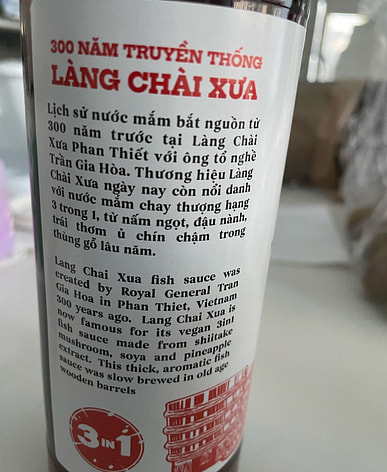 300 NĂM TRUYỀN THỐNG
LÀNG CHÀI XƯA
Lịch sử nước mắm bắt nguồn từ
300 năm trước tại Làng Chài
Xưa Phan Thiết với ông tổ nghề
Trần Gia Hòa. Thương hiệu Làng
Chài Xưa ngày nay còn nổi danh
với nước mắm chay thượng hạng
3 trong 1, từ nấm ngọt, đậu nành,
trái thơm ủ chín chậm trong
thùng gỗ lâu năm.
Lang Chai Xua fish sauce was
created by Royal General Tran
Gia Hoa in Phan Thiet, Vietnam
300 years ago. Lang Chai Xua is
now famous for its vegan 3in1
fish sauce made from shiitake
mushroom, soya and pineapple
extract. This thick, aromatic fish
sauce was slow brewed in old age
wooden barrels
3 IN 1